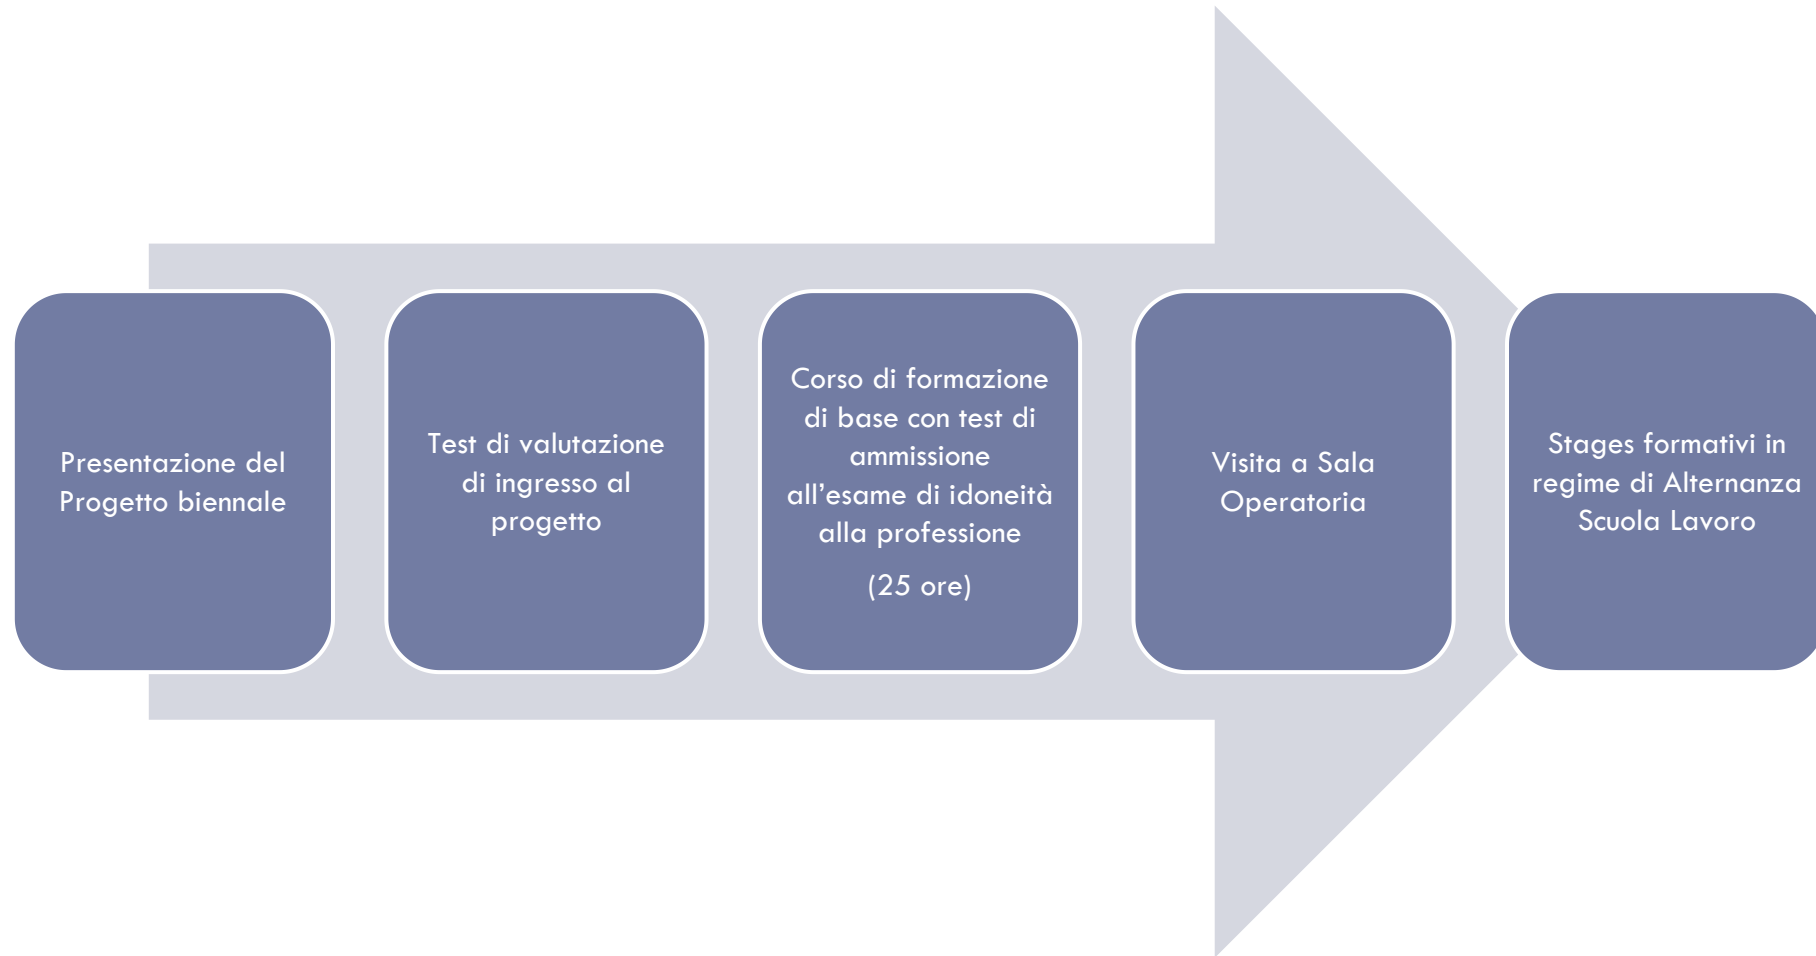 Presentazione del
Progetto biennale
Test di valutazione
di ingresso al
progetto
Corso di formazione
di base con test di
ammissione
all’esame di idoneità
alla professione
(25 ore)
Visita a Sala
Operatoria
Stages formativi in
regime di Alternanza
Scuola Lavoro